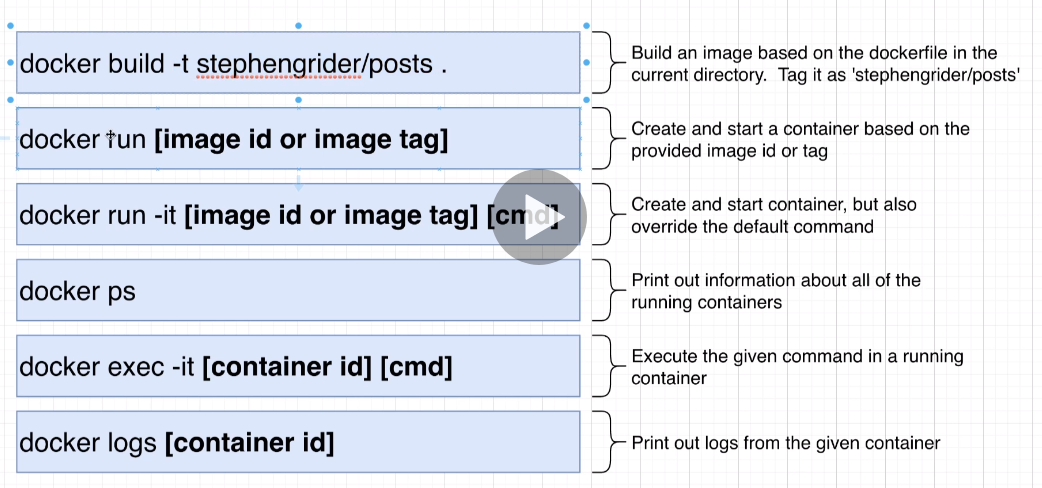 docker build -t stephengrider/posts .
Build an image based on the dockerfile in the
current directory.  Tag it as 'stephengrider/posts'
docker run [image id or image tag]
Create and start a container based on the
provided image id or tag
docker run -it [image id or image tag] [cmd]
Create and start container, but also
override the default command
docker ps
Print out information about all of the
running containers
docker exec -it [container id] [cmd]
Execute the given command in a running
container
docker logs [container id]
Print out logs from the given container